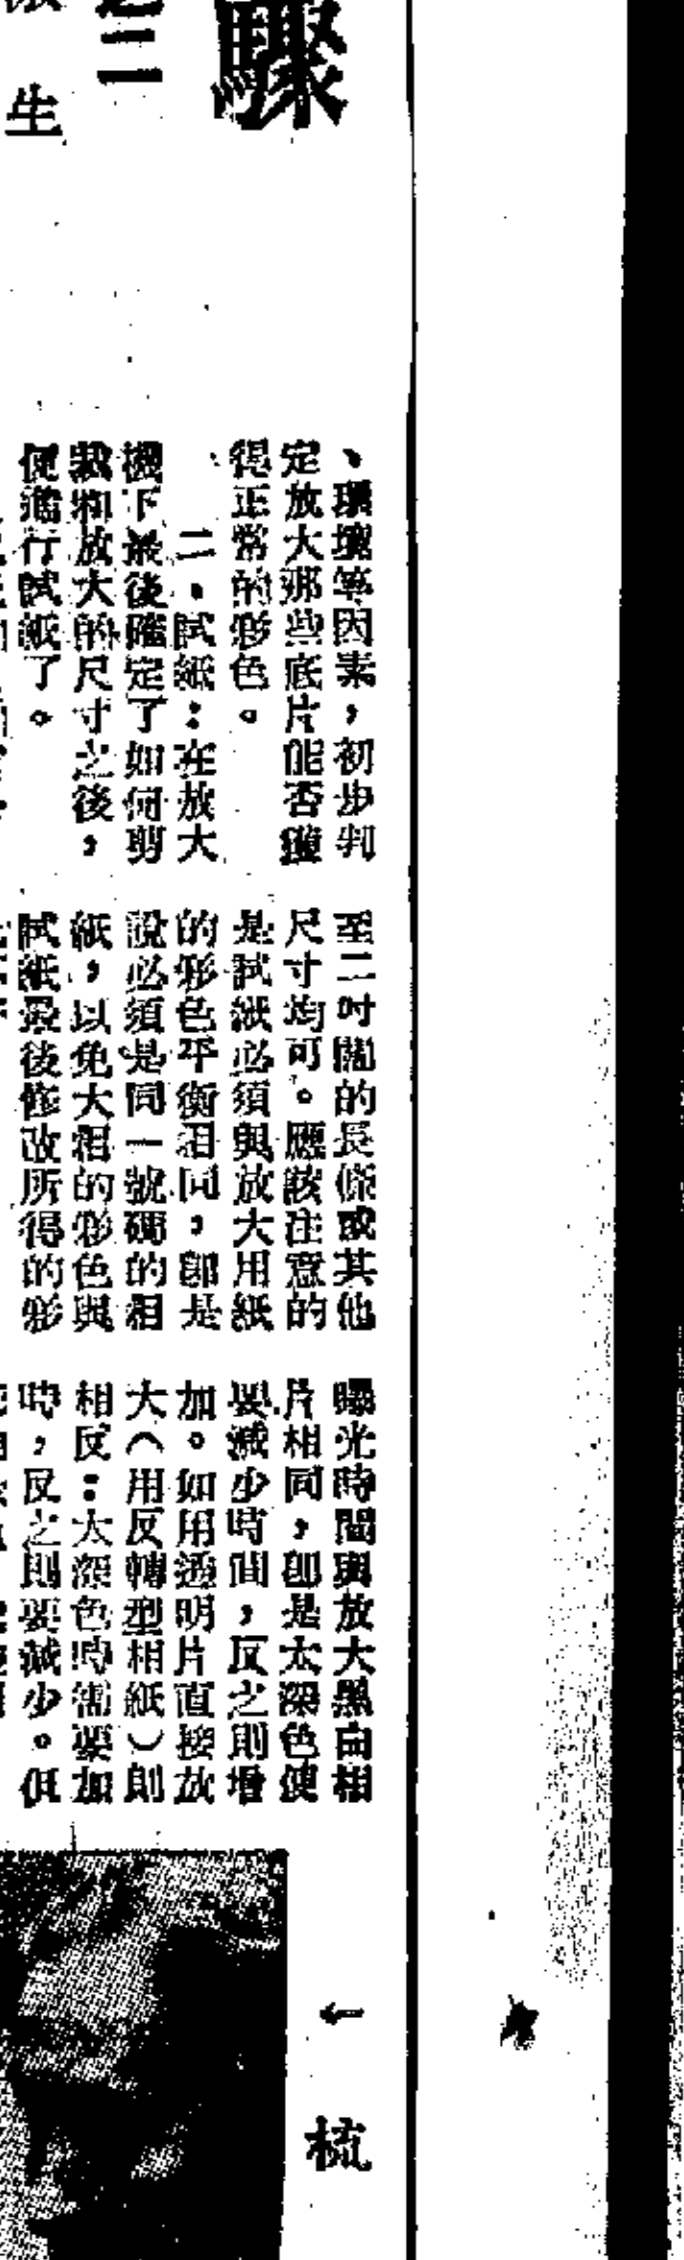 驟
之三
生
、環境等因素，初步判
定放大那些底片能否獲
得正常的彩色。
二、試紙：在放大
機下最後確定了如何剪
裁和放大的尺寸之後，
便進行試紙了。
至二吋闊的長條或其他
尺寸均可。應該注意的
是試紙必須與放大用紙
的彩色平衡相同，卽是
說必須是同一號碼的相
紙，以免大相的彩色與
試紙最後修改所得的彩
曝光時間與放大黑白相
片相同，卽是太深色便
要減少時間，反之則增
加。如用透明片直接放
大（用反轉型相紙）則
相反：太深色時需要加
時，反之則要減少。但
← 梳